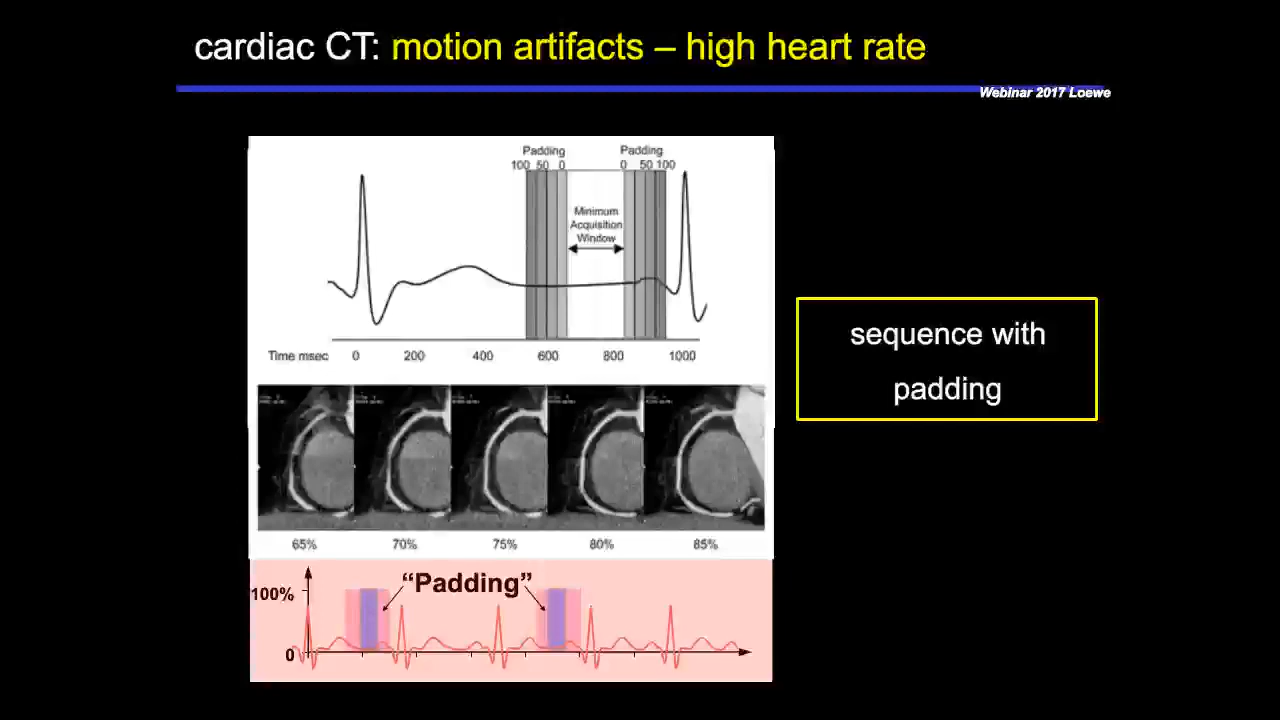 cardiac CT: motion artifacts – high heart rate
Webinar 2017 Loewe
Padding Padding
100 50 0 0 50 100
Minimum
Acquisition
Window
Time msec 0 200 400 600 800 1000
sequence with
padding
65% 70% 75% 80% 85%
“Padding”
100%
0